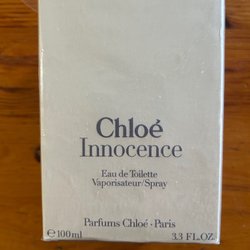 Chloé
Innocence
Eau de Toilette
Vaporisateur/Spray
Parfums Chloé - Paris
℮ 100ml 3.3 FL.OZ